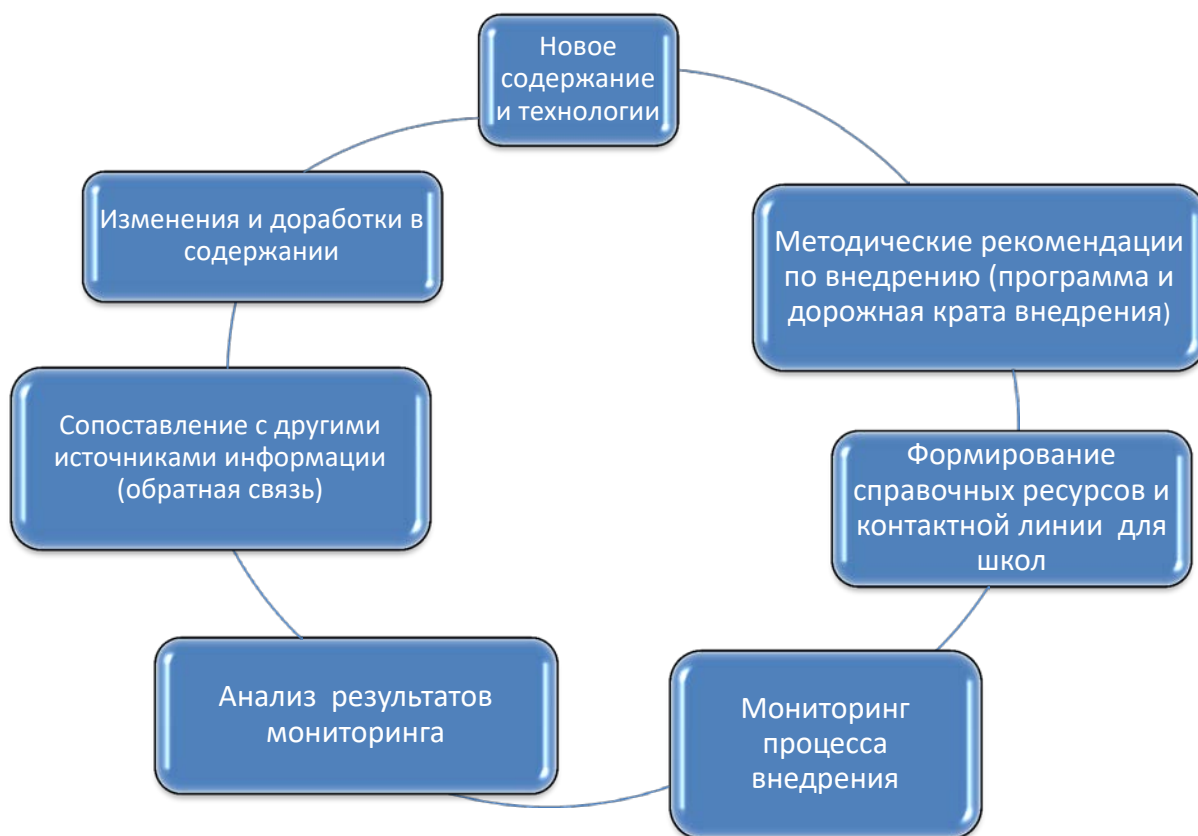 Новое
содержание
и технологии
Методические рекомендации
по внедрению (программа и
дорожная крата внедрения)
Формирование
справочных ресурсов и
контактной линии для
школ
Мониторинг
процесса
внедрения
Анализ результатов
мониторинга
Сопоставление с другими
источниками информации
(обратная связь)
Изменения и доработки в
содержании